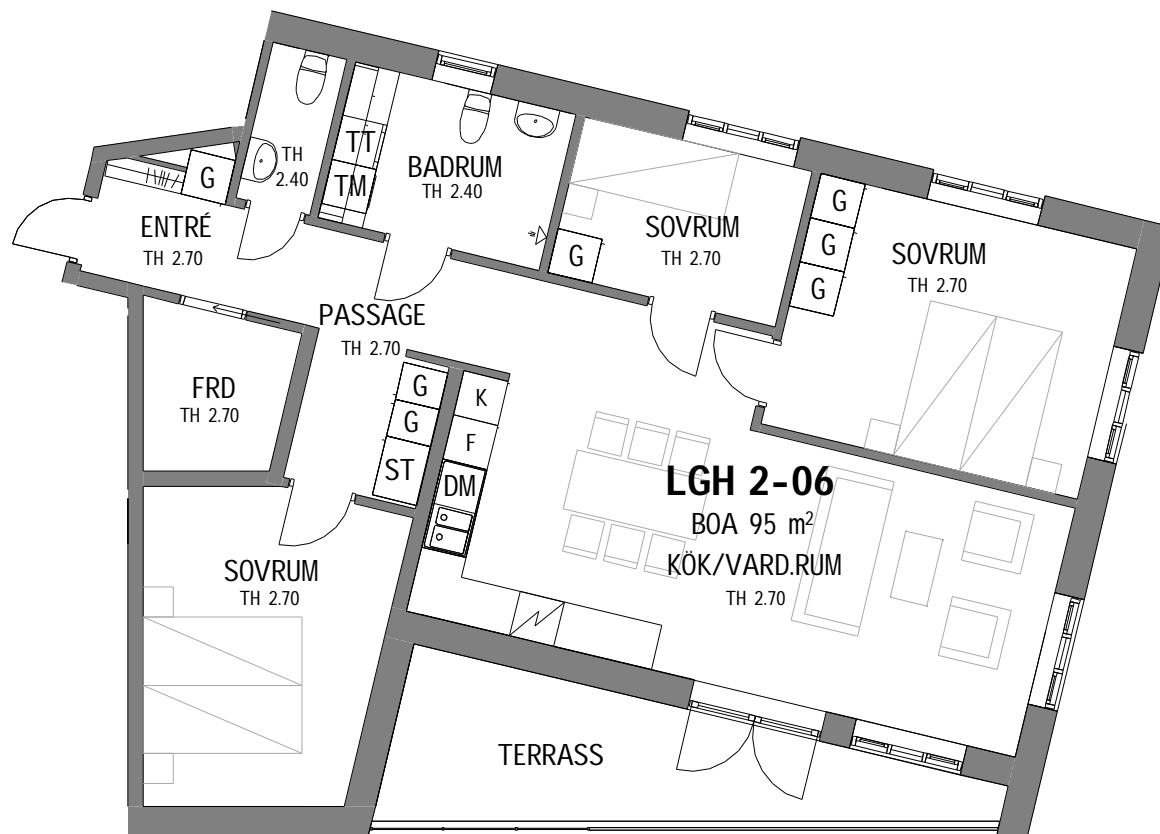 TH
2.40
TT
TM
BADRUM
TH 2.40
G
ENTRÉ
TH 2.70
SOVRUM
TH 2.70
G
G
G
G
SOVRUM
TH 2.70
PASSAGE
TH 2.70
FRD
TH 2.70
G
G
ST
K
F
DM
LGH 2-06
BOA 95 m²
KÖK/VARD.RUM
TH 2.70
SOVRUM
TH 2.70
TERRASS